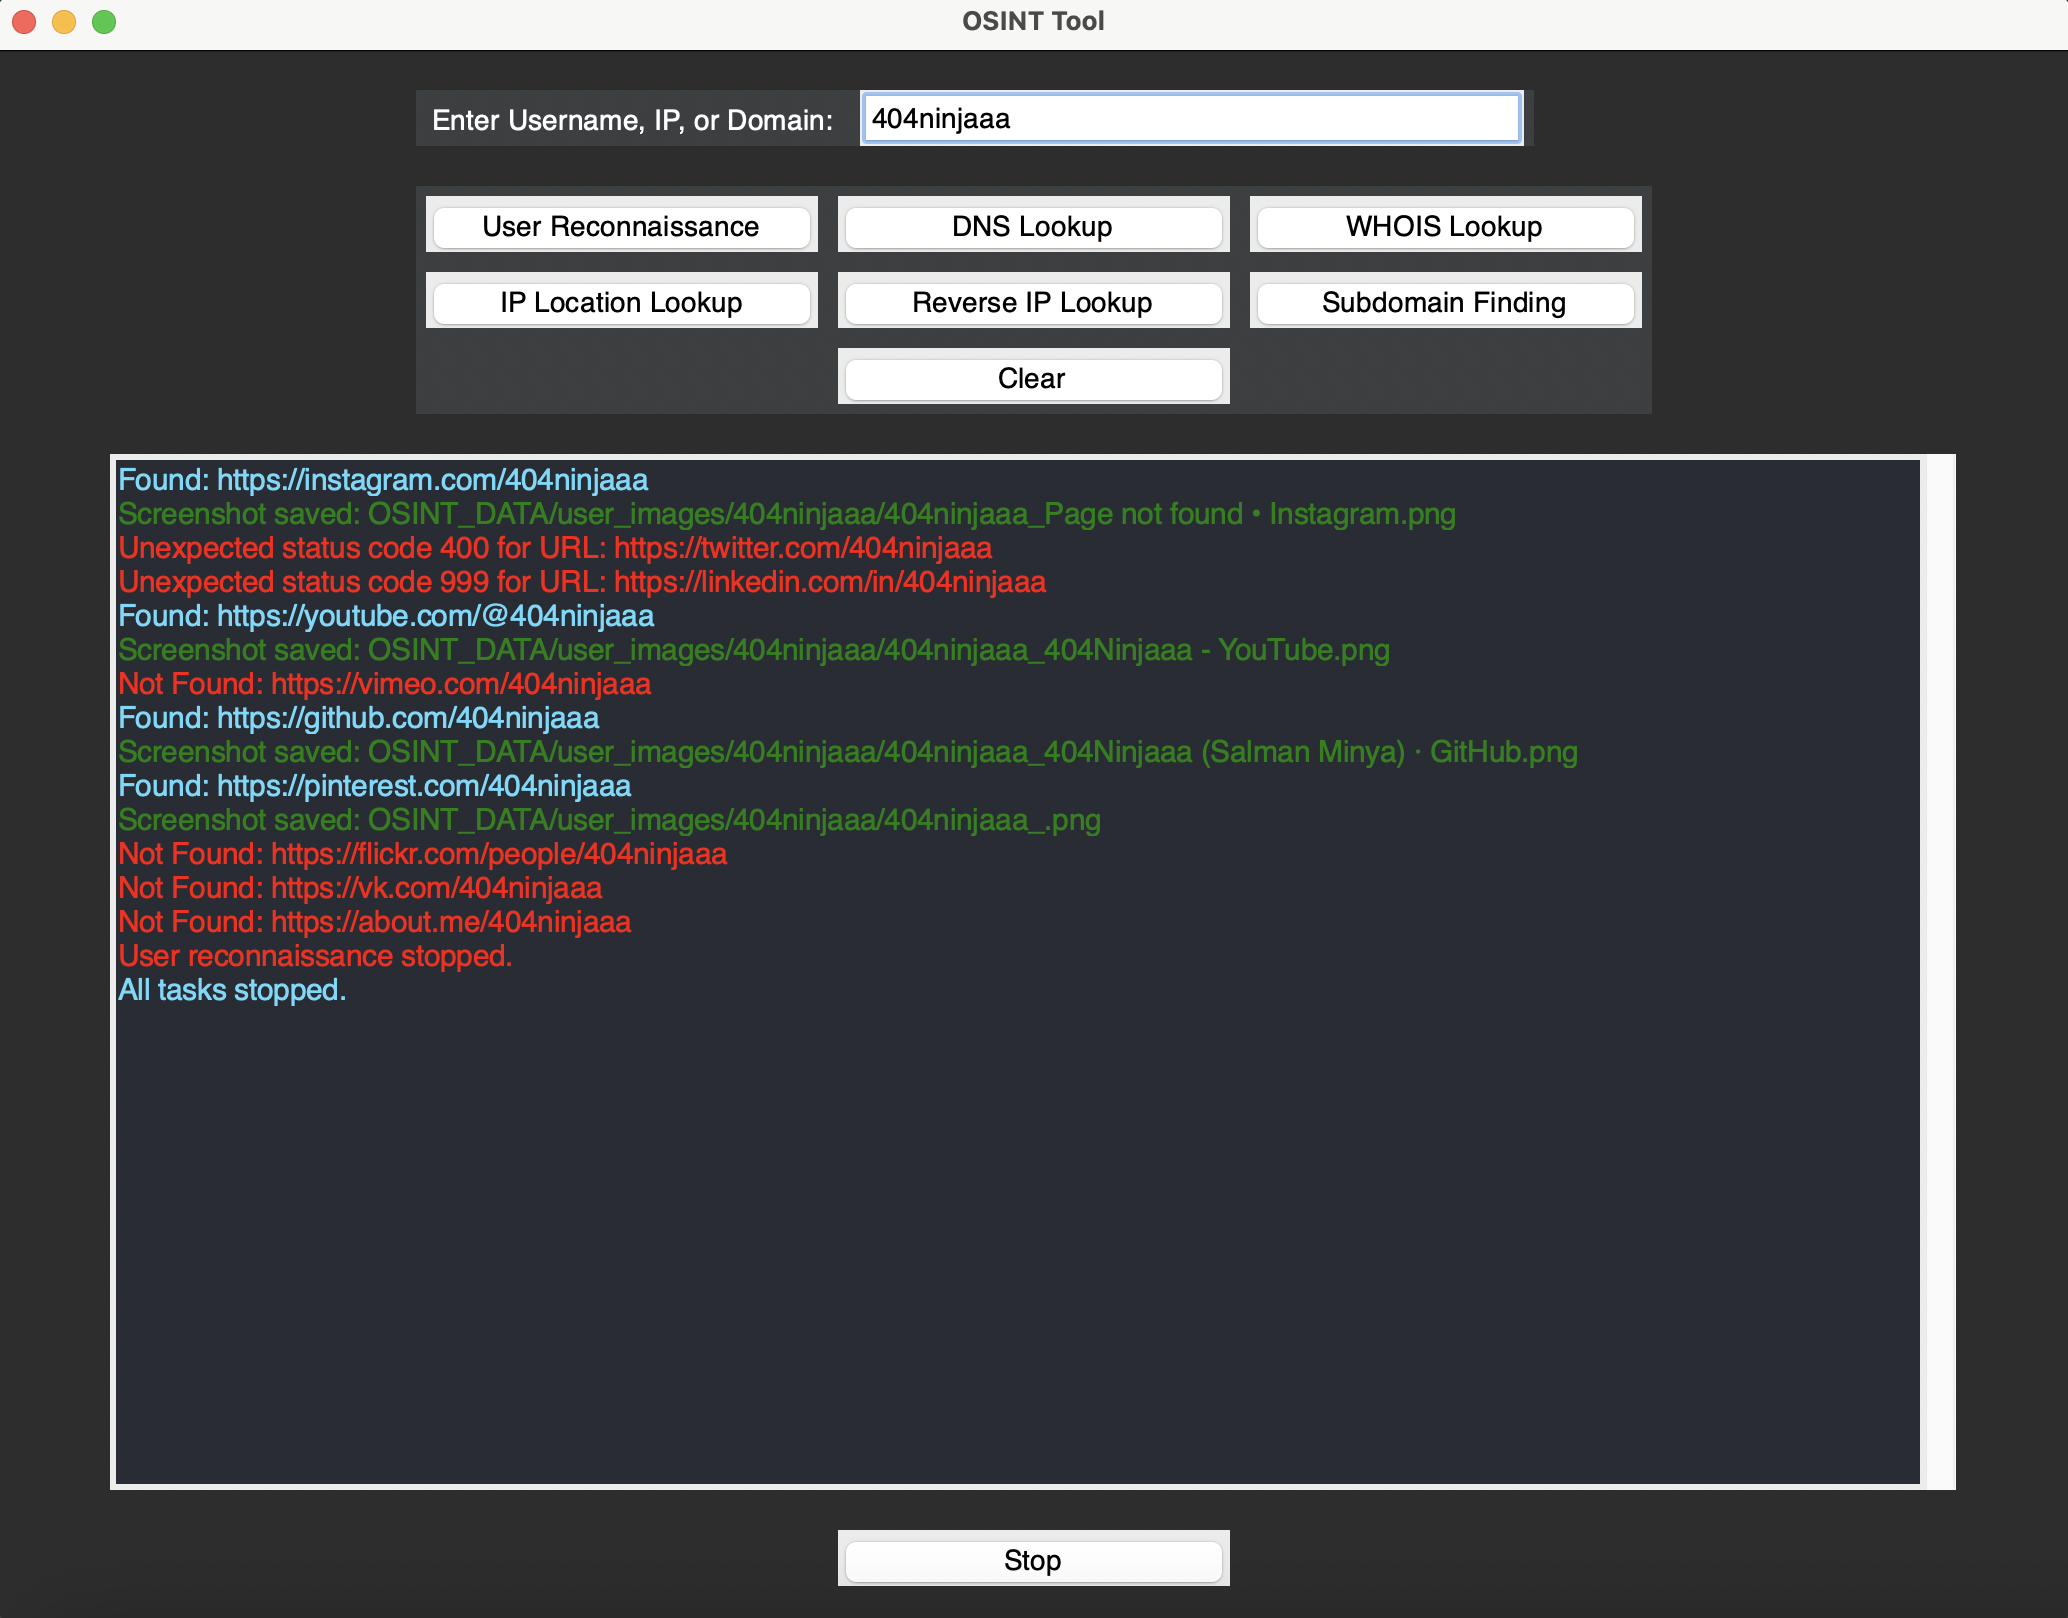 OSINT Tool
Enter Username, IP, or Domain: 404ninjaaa
User Reconnaissance DNS Lookup WHOIS Lookup
IP Location Lookup Reverse IP Lookup Subdomain Finding
Clear
Found: https://instagram.com/404ninjaaa
Screenshot saved: OSINT_DATA/user_images/404ninjaaa/404ninjaaa_Page not found • Instagram.png
Unexpected status code 400 for URL: https://twitter.com/404ninjaaa
Unexpected status code 999 for URL: https://linkedin.com/in/404ninjaaa
Found: https://youtube.com/@404ninjaaa
Screenshot saved: OSINT_DATA/user_images/404ninjaaa/404ninjaaa_404Ninjaaa - YouTube.png
Not Found: https://vimeo.com/404ninjaaa
Found: https://github.com/404ninjaaa
Screenshot saved: OSINT_DATA/user_images/404ninjaaa/404ninjaaa_404Ninjaaa (Salman Minya) · GitHub.png
Found: https://pinterest.com/404ninjaaa
Screenshot saved: OSINT_DATA/user_images/404ninjaaa/404ninjaaa_.png
Not Found: https://flickr.com/people/404ninjaaa
Not Found: https://vk.com/404ninjaaa
Not Found: https://about.me/404ninjaaa
User reconnaissance stopped.
All tasks stopped.
Stop